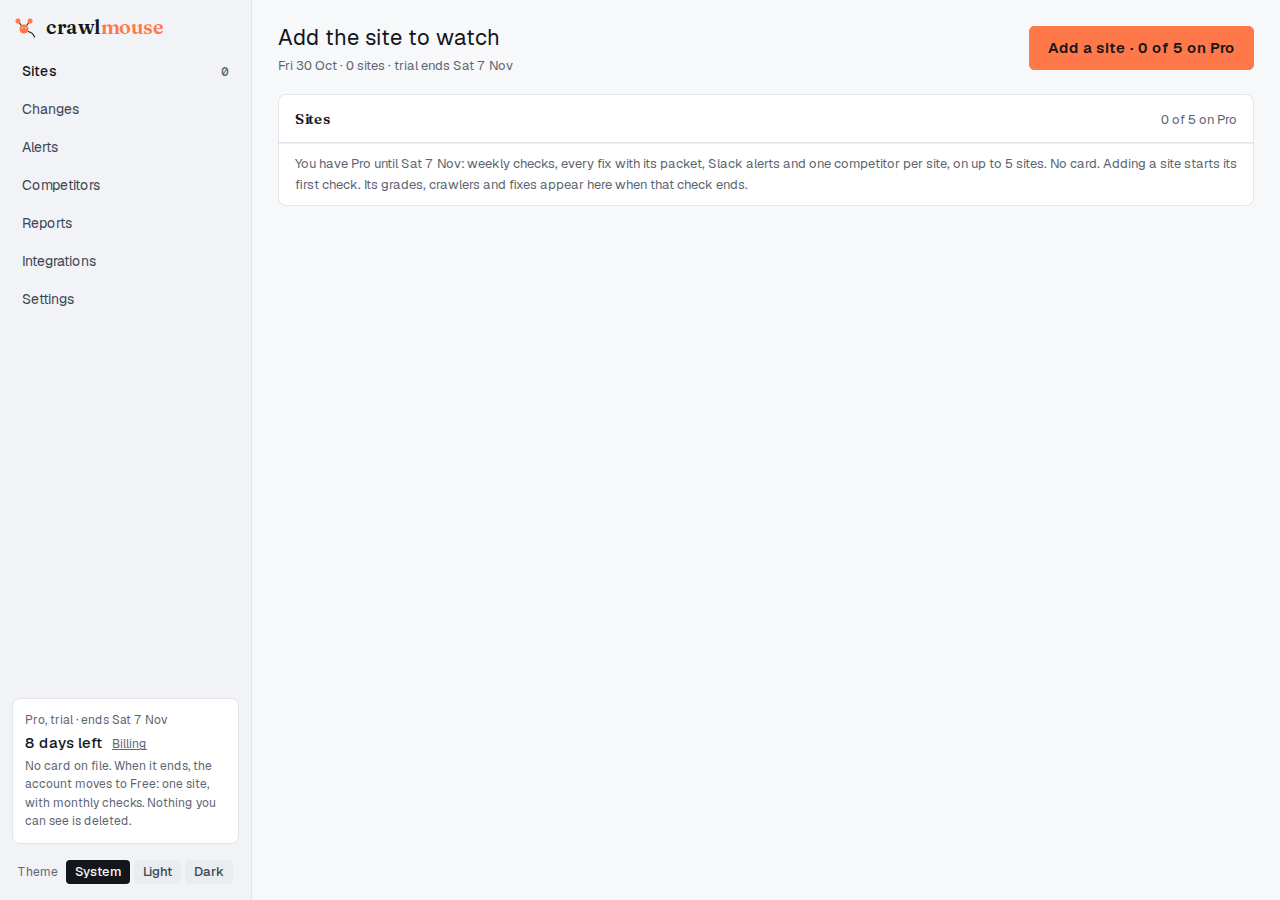 crawlmouse
Sites 0
Changes
Alerts
Competitors
Reports
Integrations
Settings
Pro, trial · ends Sat 7 Nov
8 days left Billing
No card on file. When it ends, the
account moves to Free: one site,
with monthly checks. Nothing you
can see is deleted.
Theme System Light Dark
Add the site to watch
Fri 30 Oct · 0 sites · trial ends Sat 7 Nov
Add a site · 0 of 5 on Pro
Sites 0 of 5 on Pro
You have Pro until Sat 7 Nov: weekly checks, every fix with its packet, Slack alerts and one competitor per site, on up to 5 sites. No card. Adding a site starts its
first check. Its grades, crawlers and fixes appear here when that check ends.